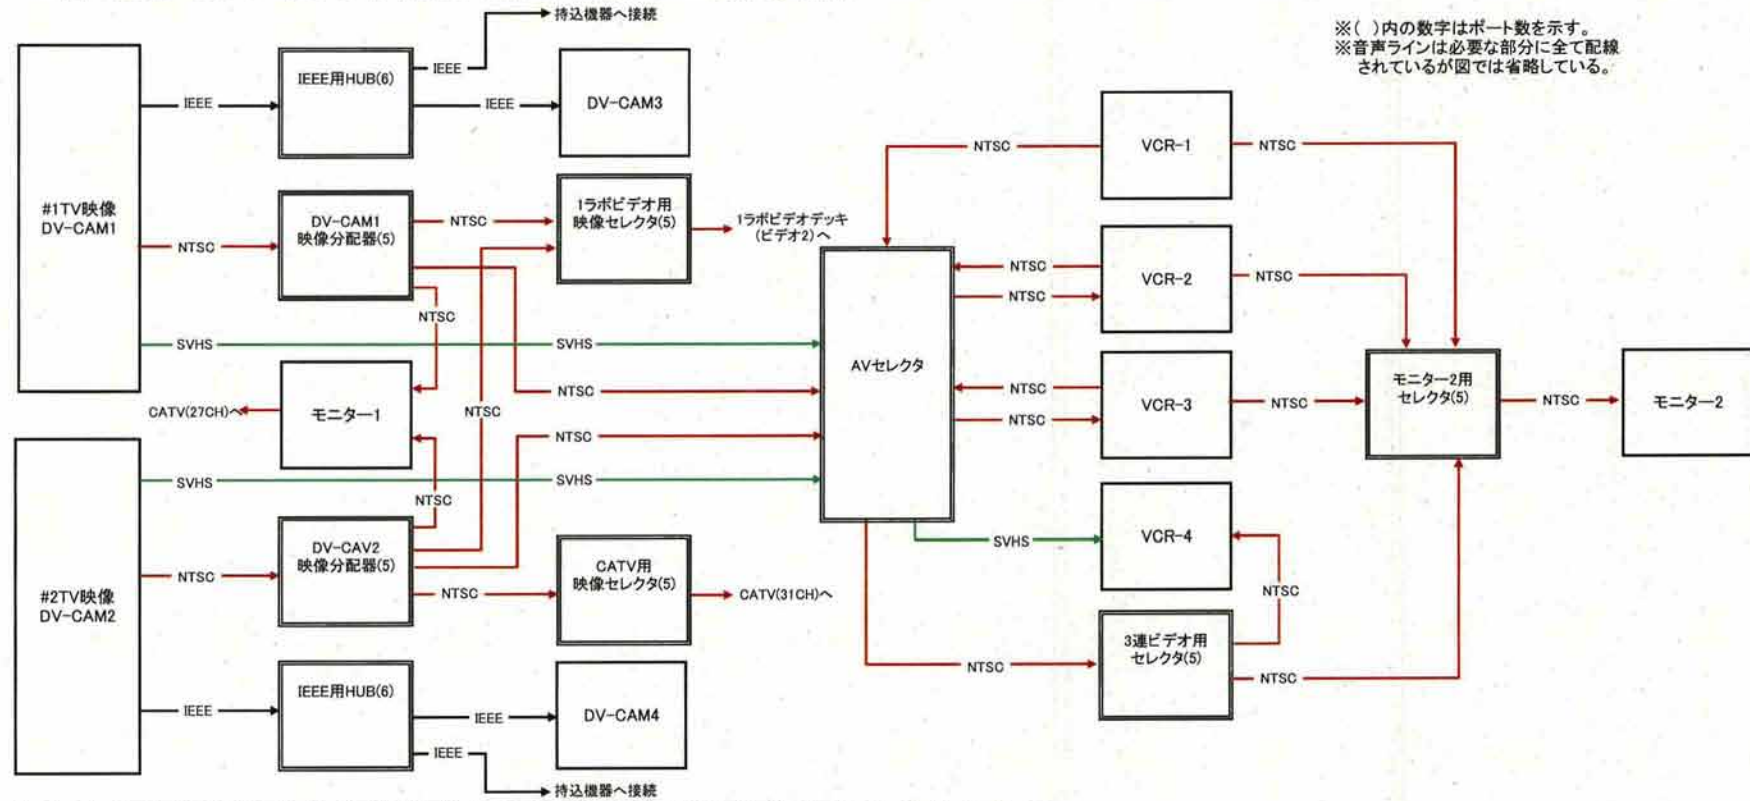 持込機器へ接続
※( )内の数字はポート数を示す。
※音声ラインは必要な部分に全て配線
されているが図では省略している。
#1TV映像
DV-CAM1
IEEE
IEEE用HUB(6)
IEEE
IEEE
DV-CAM3
NTSC
DV-CAM1
映像分配器(5)
NTSC
1ラボビデオ用
映像セレクタ(5)
1ラボビデオデッキ
(ビデオ2)へ
NTSC
SVHS
SVHS
NTSC
NTSC
CATV(27CH)へ
モニター1
NTSC
NTSC
#2TV映像
DV-CAM2
SVHS
SVHS
NTSC
DV-CAV2
映像分配器(5)
NTSC
CATV用
映像セレクタ(5)
CATV(31CH)へ
IEEE
IEEE用HUB(6)
IEEE
IEEE
DV-CAM4
持込機器へ接続
AVセレクタ
NTSC
VCR-1
NTSC
NTSC
NTSC
VCR-2
NTSC
NTSC
NTSC
VCR-3
NTSC
モニター2用
セレクタ(5)
NTSC
モニター2
SVHS
VCR-4
NTSC
NTSC
3連ビデオ用
セレクタ(5)
NTSC